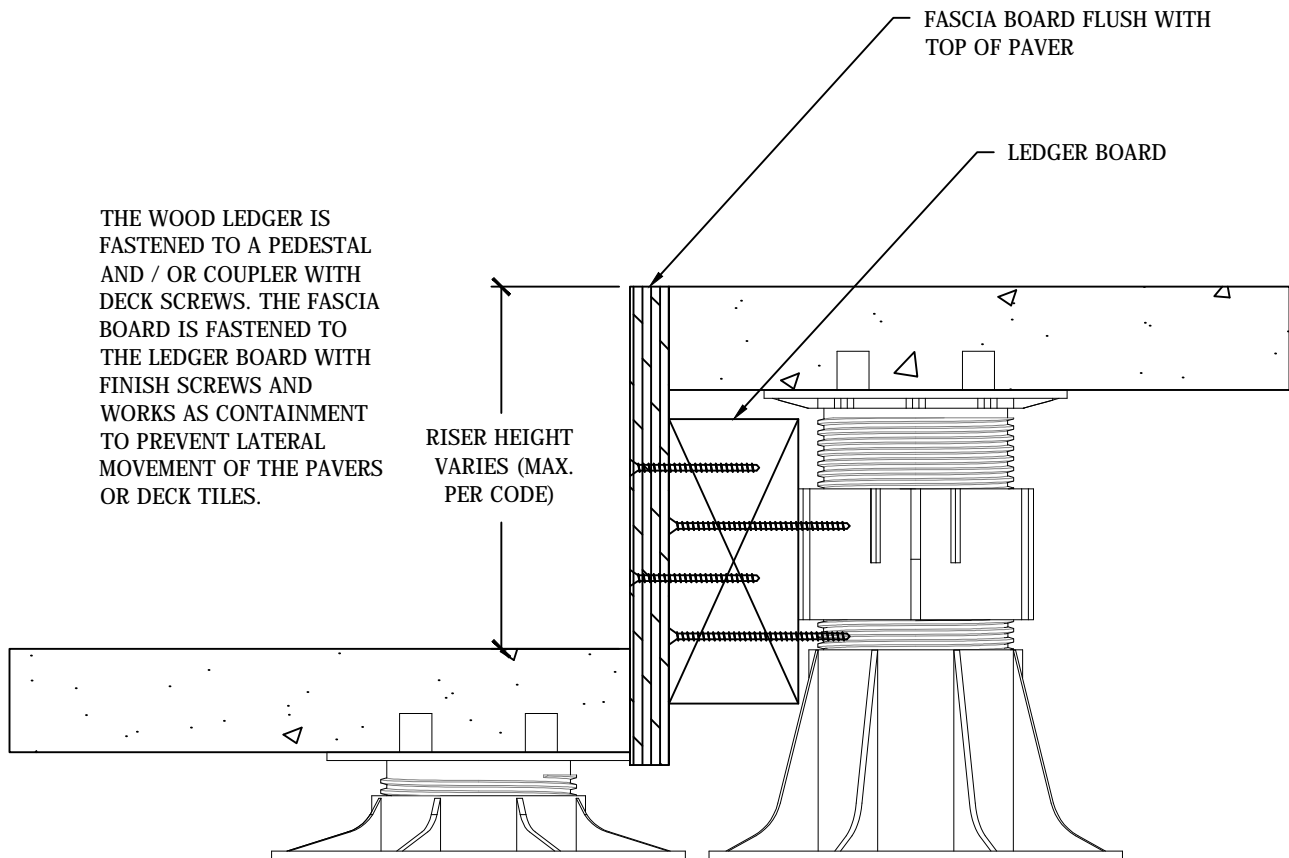 FASCIA BOARD FLUSH WITH
TOP OF PAVER
LEDGER BOARD
THE WOOD LEDGER IS
FASTENED TO A PEDESTAL
AND / OR COUPLER WITH
DECK SCREWS. THE FASCIA
BOARD IS FASTENED TO
THE LEDGER BOARD WITH
FINISH SCREWS AND
WORKS AS CONTAINMENT
TO PREVENT LATERAL
MOVEMENT OF THE PAVERS
OR DECK TILES.
RISER HEIGHT
VARIES (MAX.
PER CODE)